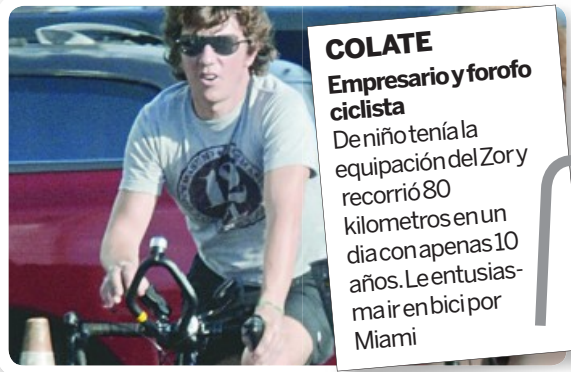 COLATE
Empresario y forofo
ciclista
De niño tenía la
equipación del Zor y
recorrió 80
kilometros en un
dia con apenas 10
años. Le entusias-
ma ir en bici por
Miami
12